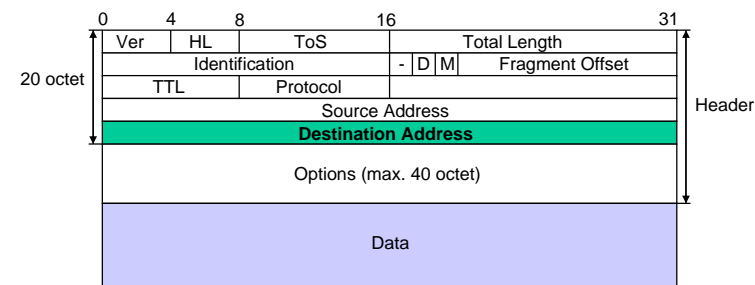 0 4 8 16 31
Ver HL ToS Total Length
Identification - D M Fragment Offset
20 octet
TTL Protocol
Source Address
Header
Destination Address
Options (max. 40 octet)
Data